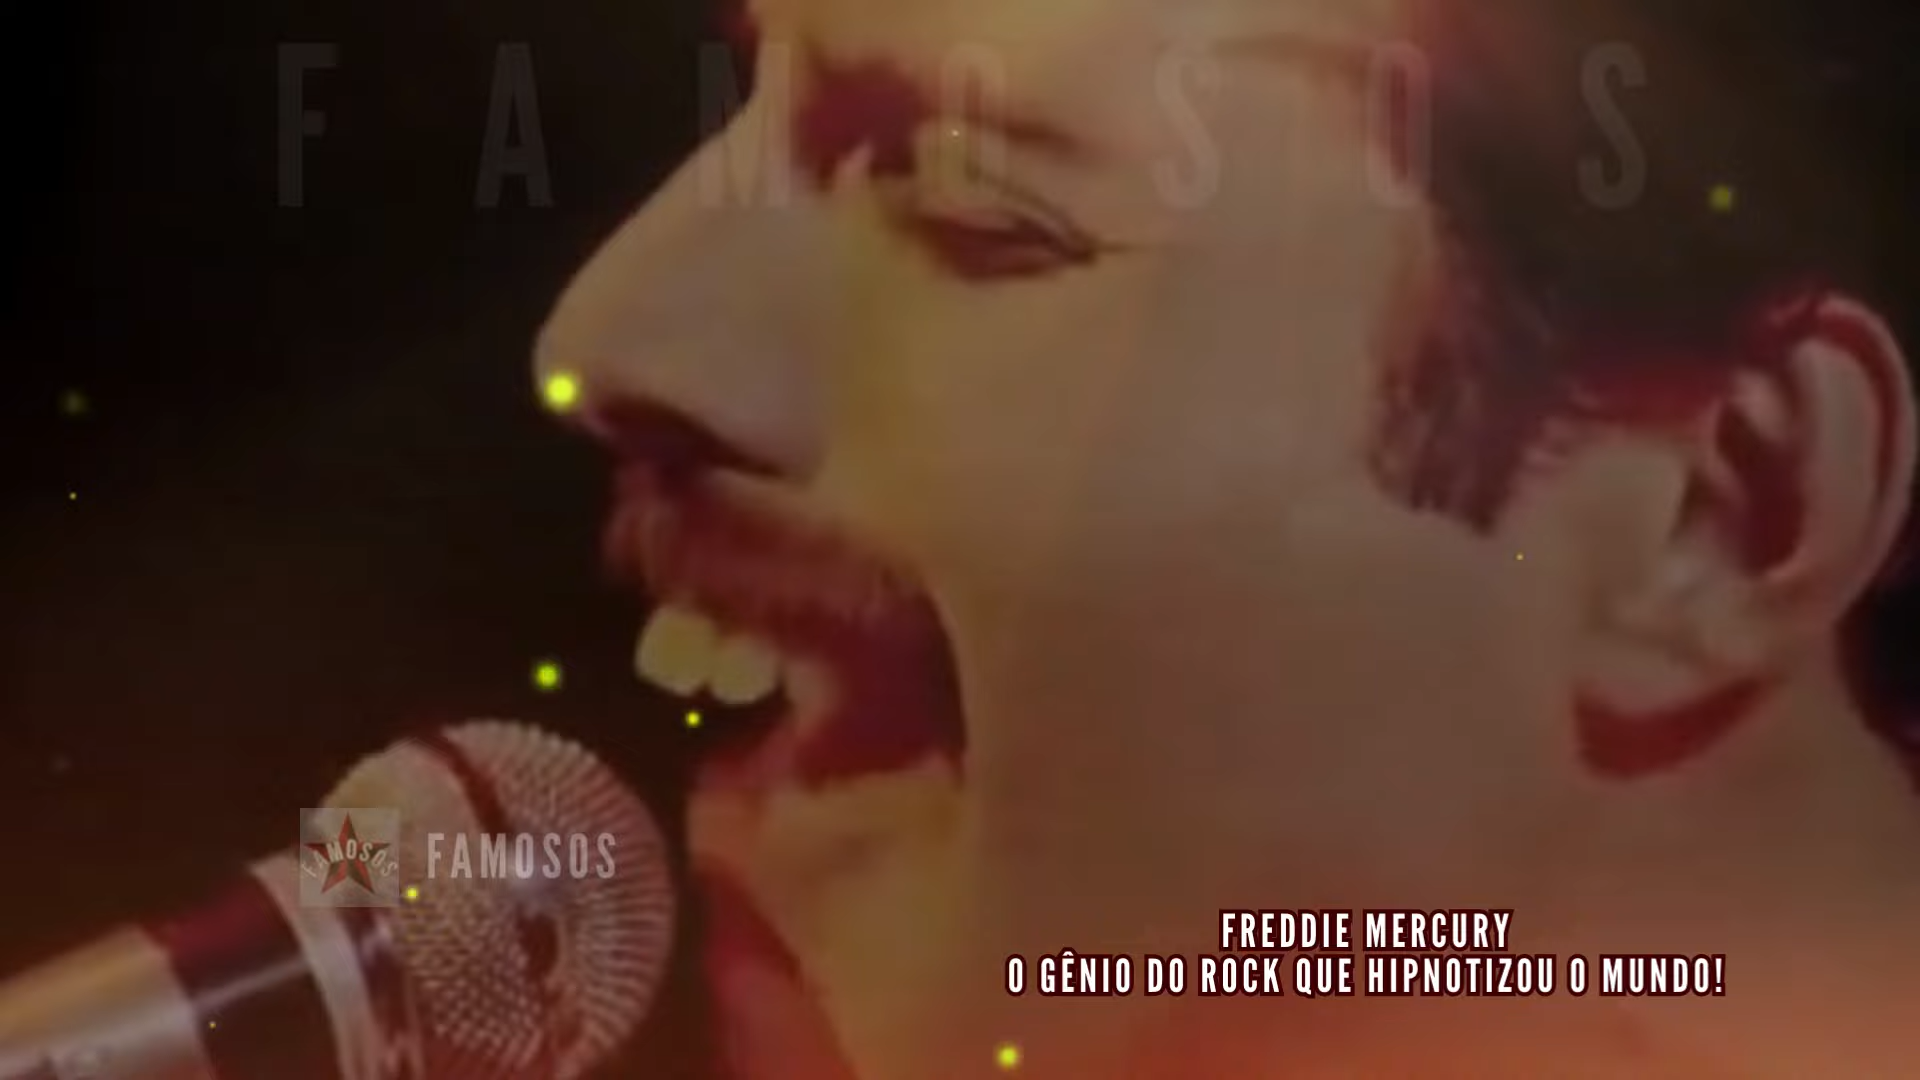 FAMOSOS
FAMOSOS
FAMOSOS
FREDDIE MERCURY
O GÊNIO DO ROCK QUE HIPNOTIZOU O MUNDO!